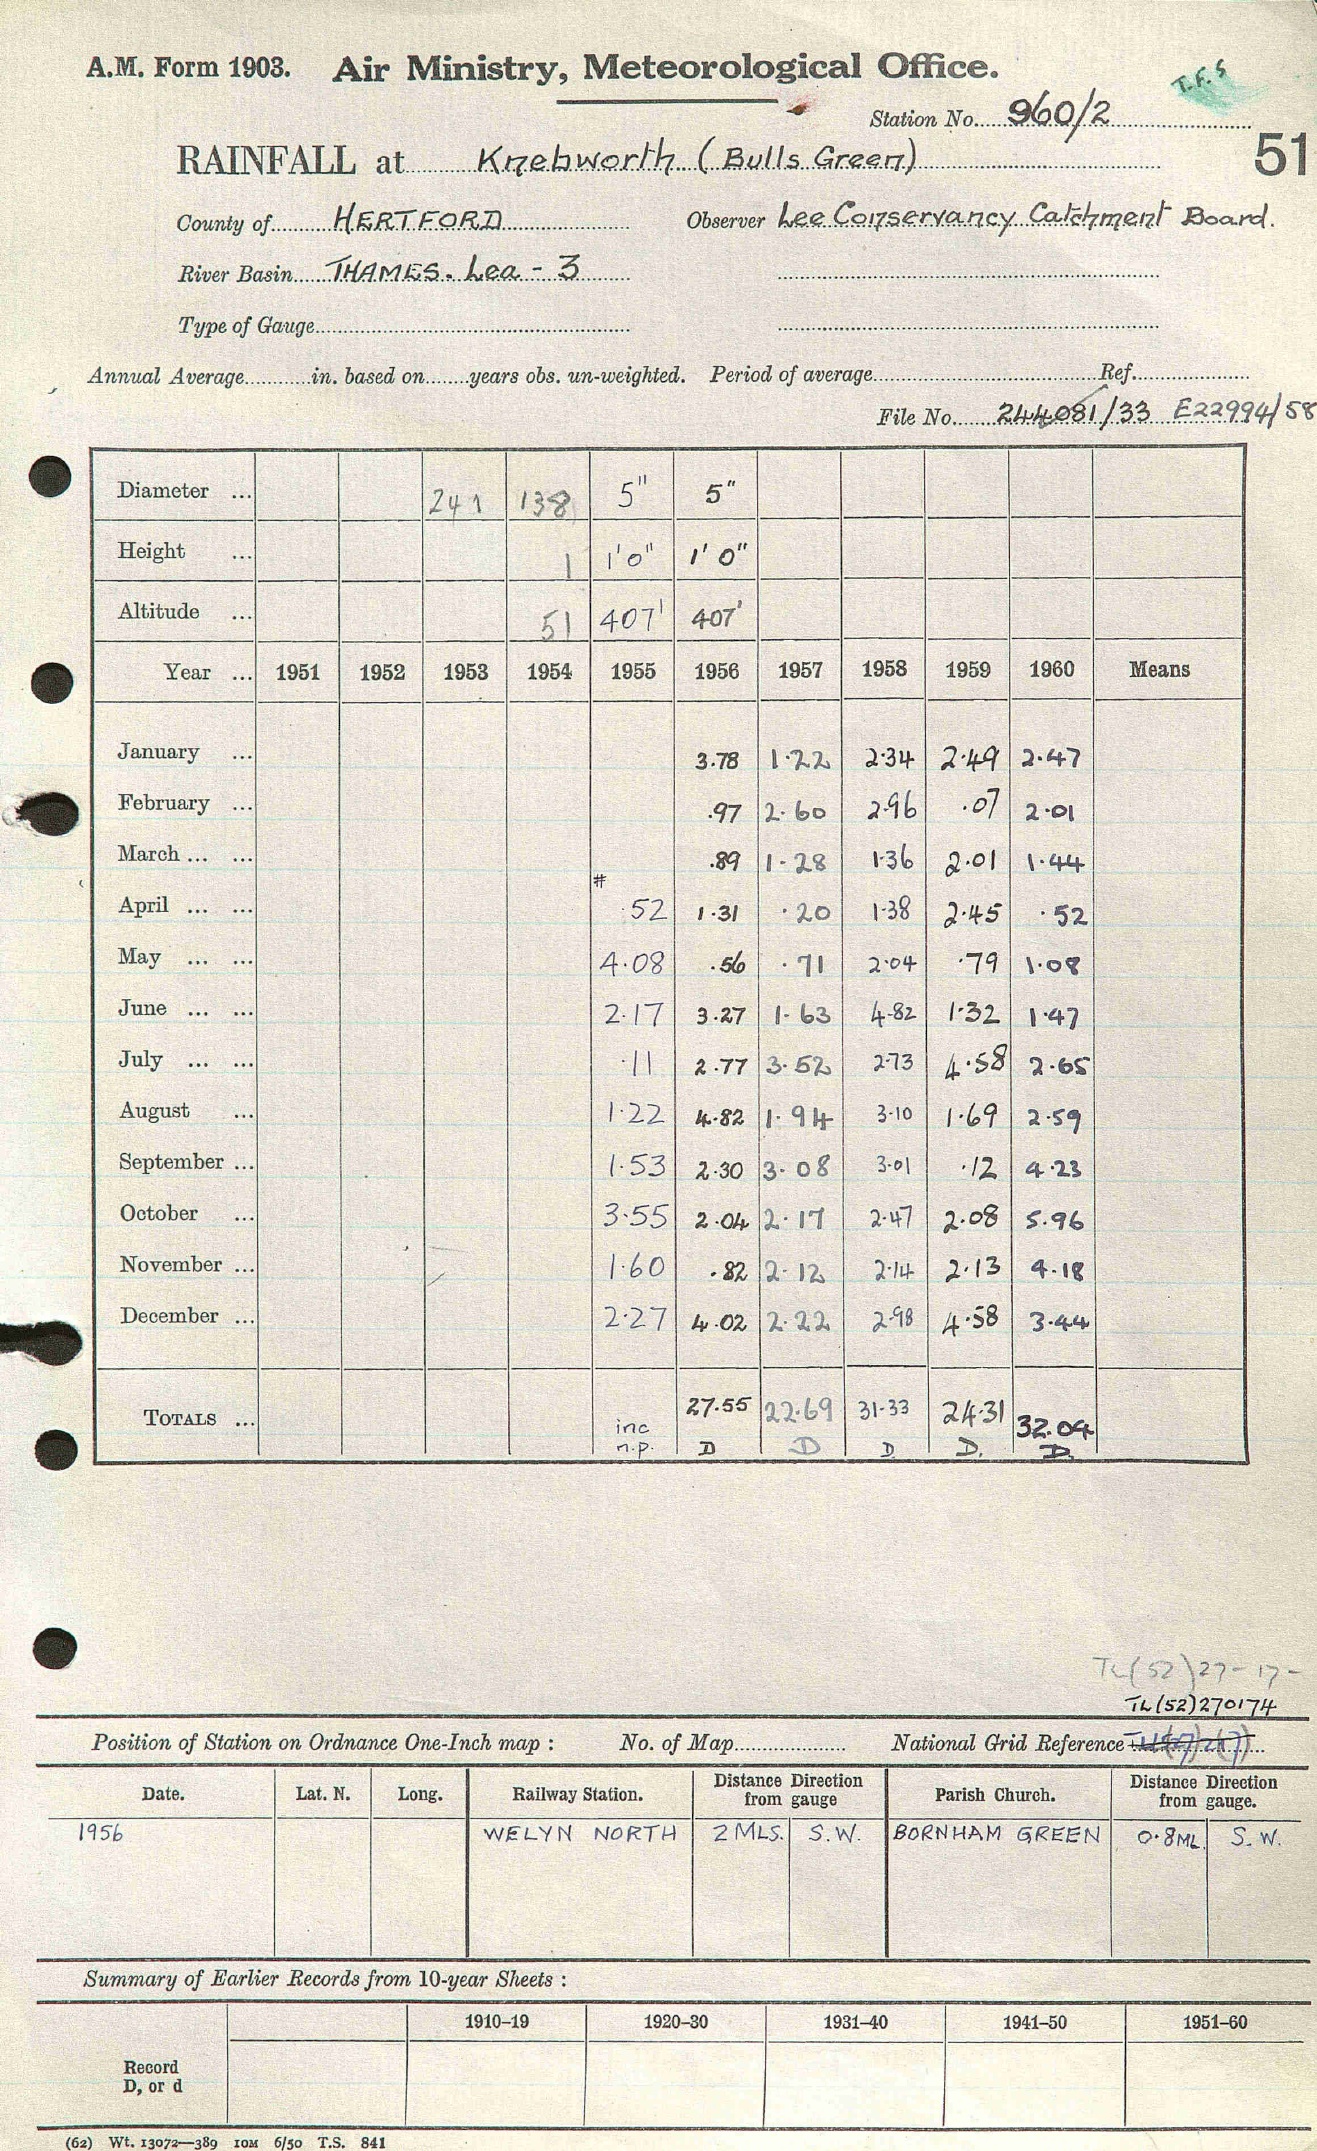 A.M. Form 1903. Air Ministry, Meteorological Office.
T.F.S
Station No. 960/2
51
RAINFALL at Knebworth (Bulls Green)
County of HERTFORD Observer Lee Conservancy Catchment Board.
River Basin THAMES. Lea - 3
Type of Gauge
Annual Average in. based on years obs. un-weighted. Period of average Ref.
File No. 244081/33 E22994/58
Diameter ... 241 138 5" 5"
Height ... 1 1'0" 1'0"
Altitude ... 51 407' 407'
Year ... 1951 1952 1953 1954 1955 1956 1957 1958 1959 1960 Means
January ... 3.78 1.22 2.34 2.49 2.47
February ... .97 2.60 2.96 .07 2.01
March ... ... .89 1.28 1.36 2.01 1.44
#
April ... ... .52 1.31 .20 1.38 2.45 .52
May ... ... 4.08 .56 .71 2.04 .79 1.08
June ... ... 2.17 3.27 1.63 4.82 1.32 1.47
July ... ... .11 2.77 3.52 2.73 4.58 2.65
August ... 1.22 4.82 1.94 3.10 1.69 2.59
September ... 1.53 2.30 3.08 3.01 .12 4.23
October ... 3.55 2.04 2.17 2.47 2.08 5.96
November ... 1.60 .82 2.12 2.14 2.13 4.18
December ... 2.27 4.02 2.22 2.98 4.58 3.44
TOTALS ... inc 27.55 22.69 31.33 24.31 32.04
n.p. D D D D. D.
TL(52)27-17-
TL(52)270174
Position of Station on Ordnance One-Inch map : No. of Map National Grid Reference
Date. Lat. N. Long. Railway Station. Distance from gauge Direction Parish Church. Distance from gauge. Direction
1956 WELYN NORTH 2 MLS. S.W. BORNHAM GREEN 0.8ML S.W.
Summary of Earlier Records from 10-year Sheets :
1910–19 1920–30 1931–40 1941–50 1951–60
Record
D, or d
(62) Wt. 13072—389 10M 6/50 T.S. 841